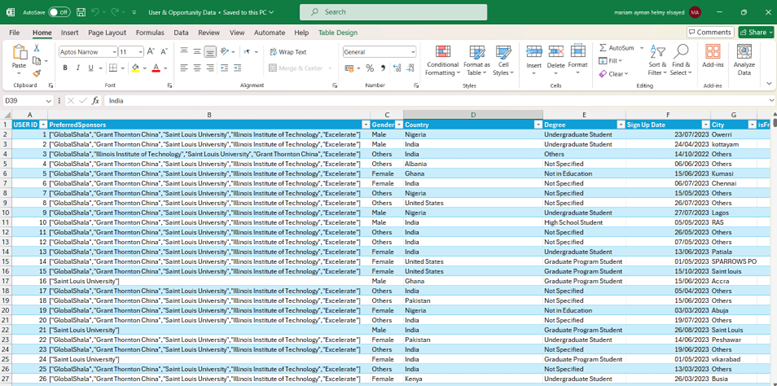 Excel AutoSave Off User & Opportunity Data • Saved to this PC Search mariam ayman helmy elsayed MA
File Home Insert Page Layout Formulas Data Review View Automate Help Table Design Comments Share
Paste Aptos Narrow 11 Wrap Text General Conditional Formatting Format as Table Cell Styles Insert Delete Format AutoSum Fill Clear Sort & Filter Find & Select Add-ins Analyze Data
B I U Merge & Center
Clipboard Font Alignment Number Styles Cells Editing Add-ins
D39 fx India
A B C D E F G
1 USER ID PreferredSponsors Gender Country Degree Sign Up Date City isFr
2 1 ["GlobalShala","Grant Thornton China","Saint Louis University","Illinois Institute of Technology","Excelerate"] Male Nigeria Undergraduate Student 23/07/2023 Owerri
3 2 ["GlobalShala","Grant Thornton China","Saint Louis University","Illinois Institute of Technology","Excelerate"] Male India Undergraduate Student 24/04/2023 kottayam
4 3 ["GlobalShala","Illinois Institute of Technology","Saint Louis University","Grant Thornton China","Excelerate"] Others India Others 14/10/2022 Others
5 4 ["GlobalShala","Grant Thornton China","Saint Louis University","Illinois Institute of Technology","Excelerate"] Others Albania Not Specified 06/06/2023 Others
6 5 ["GlobalShala","Grant Thornton China","Saint Louis University","Illinois Institute of Technology","Excelerate"] Female Ghana Not in Education 15/06/2023 Kumasi
7 6 ["GlobalShala","Grant Thornton China","Saint Louis University","Illinois Institute of Technology","Excelerate"] Female India Not Specified 06/07/2023 Chennai
8 7 ["GlobalShala","Grant Thornton China","Saint Louis University","Illinois Institute of Technology","Excelerate"] Others Nigeria Not Specified 15/05/2023 Others
9 8 ["GlobalShala","Grant Thornton China","Saint Louis University","Illinois Institute of Technology","Excelerate"] Others United States Not Specified 26/07/2023 Others
10 9 ["GlobalShala","Grant Thornton China","Saint Louis University","Illinois Institute of Technology","Excelerate"] Male Nigeria Undergraduate Student 27/07/2023 Lagos
11 10 ["GlobalShala","Grant Thornton China","Saint Louis University","Illinois Institute of Technology","Excelerate"] Male India High School Student 05/05/2023 RAS
12 11 ["GlobalShala","Grant Thornton China","Saint Louis University","Illinois Institute of Technology","Excelerate"] Others India Not Specified 26/05/2023 Others
13 12 ["GlobalShala","Grant Thornton China","Saint Louis University","Illinois Institute of Technology","Excelerate"] Others India Not Specified 07/05/2023 Others
14 13 ["GlobalShala","Grant Thornton China","Saint Louis University","Illinois Institute of Technology","Excelerate"] Female India Undergraduate Student 13/06/2023 Patiala
15 14 ["GlobalShala","Grant Thornton China","Saint Louis University","Illinois Institute of Technology","Excelerate"] Female United States Graduate Program Student 01/05/2023 SPARROWS PO
16 15 ["GlobalShala","Grant Thornton China","Saint Louis University","Illinois Institute of Technology","Excelerate"] Female United States Graduate Program Student 15/10/2023 Saint louis
17 16 ["Saint Louis University"] Male Ghana Graduate Program Student 15/06/2023 Accra
18 17 ["GlobalShala","Grant Thornton China","Saint Louis University","Illinois Institute of Technology","Excelerate"] Others India Not Specified 05/04/2023 Others
19 18 ["GlobalShala","Grant Thornton China","Saint Louis University","Illinois Institute of Technology","Excelerate"] Others Pakistan Not Specified 15/06/2023 Others
20 19 ["GlobalShala","Grant Thornton China","Saint Louis University","Illinois Institute of Technology","Excelerate"] Female Nigeria Not in Education 03/03/2023 Abuja
21 20 ["GlobalShala","Grant Thornton China","Saint Louis University","Illinois Institute of Technology","Excelerate"] Others India Not Specified 19/07/2023 Others
22 21 ["Saint Louis University"] Male India Graduate Program Student 26/08/2023 Saint Louis
23 22 ["GlobalShala","Grant Thornton China","Saint Louis University","Illinois Institute of Technology","Excelerate"] Female Pakistan Undergraduate Student 14/06/2023 Peshawar
24 23 ["GlobalShala","Grant Thornton China","Saint Louis University","Illinois Institute of Technology","Excelerate"] Others India Not Specified 19/06/2023 Others
25 24 ["Saint Louis University"] Female India Graduate Program Student 01/05/2023 vikarabad
26 25 ["GlobalShala","Grant Thornton China","Saint Louis University","Illinois Institute of Technology","Excelerate"] Others India Not Specified 13/03/2023 Others
27 26 ["GlobalShala","Grant Thornton China","Saint Louis University","Illinois Institute of Technology","Excelerate"] Female Kenya Undergraduate Student 26/03/2023 Busia